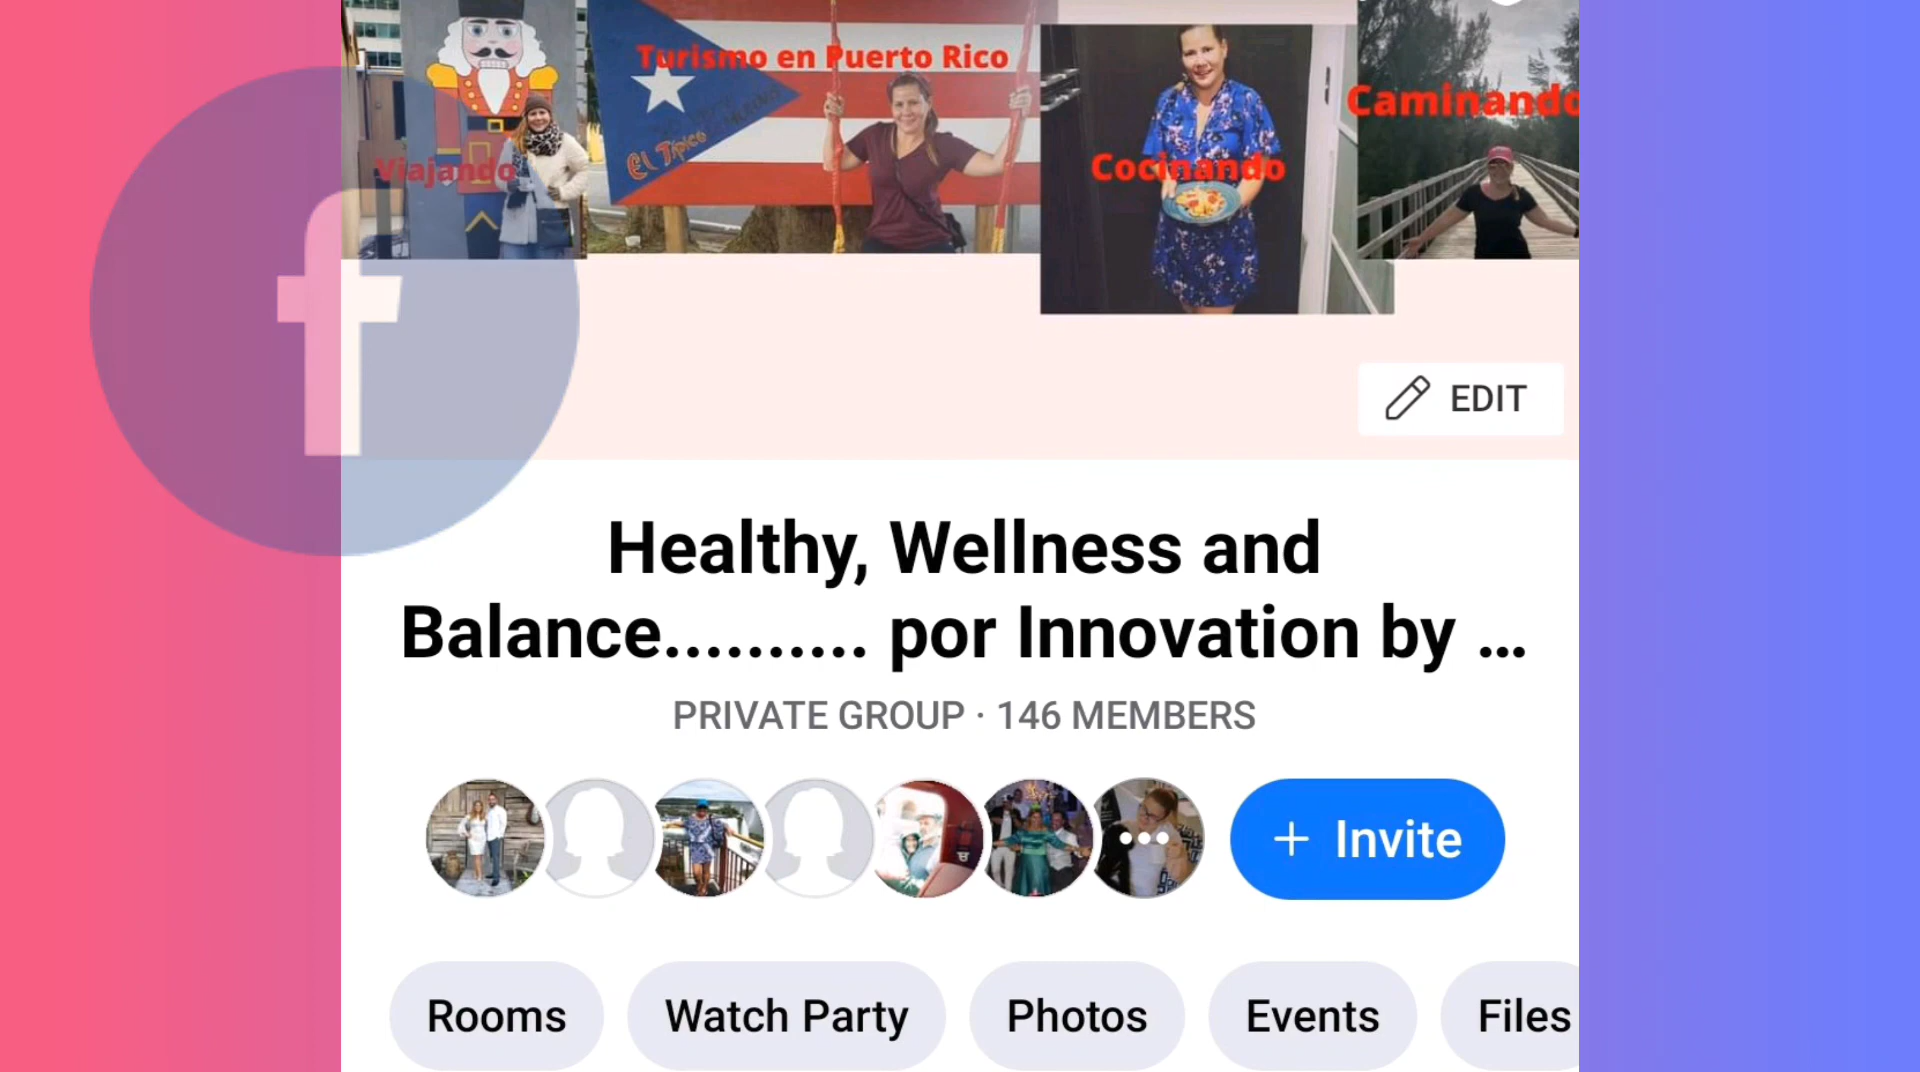 Turismo en Puerto Rico
Caminando
Viajando
El Típico
Cocinando
f
EDIT
Healthy, Wellness and
Balance.......... por Innovation by ...
PRIVATE GROUP · 146 MEMBERS
+ Invite
Rooms
Watch Party
Photos
Events
Files